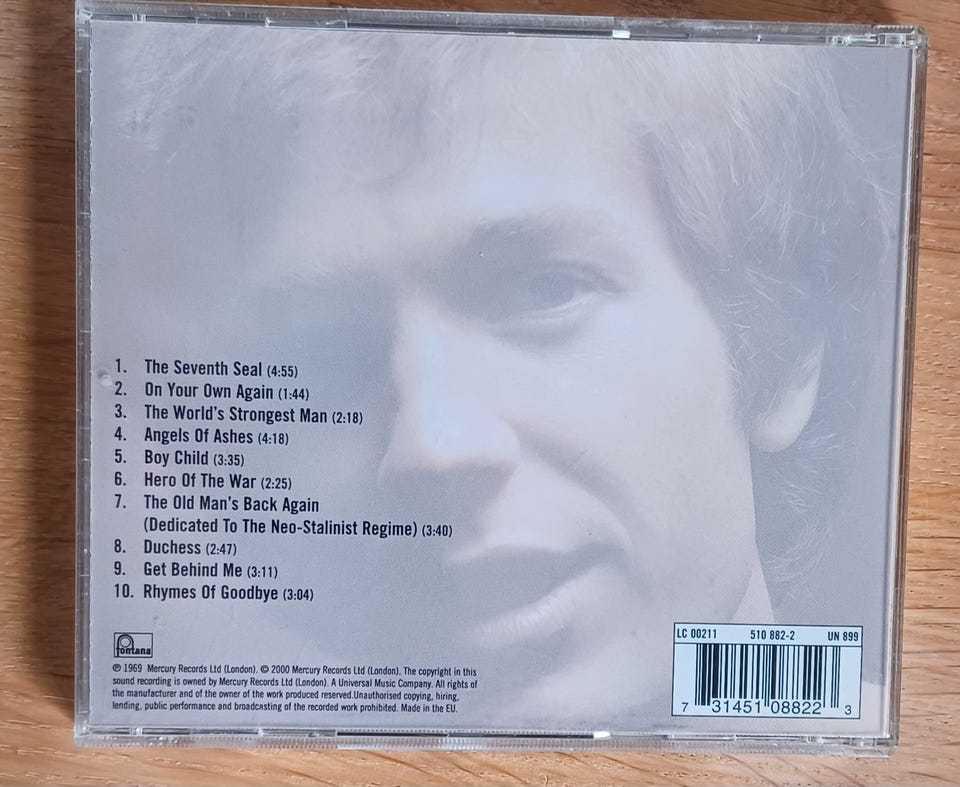 1. The Seventh Seal (4:55)
2. On Your Own Again (1:44)
3. The World's Strongest Man (2:18)
4. Angels Of Ashes (4:18)
5. Boy Child (3:35)
6. Hero Of The War (2:25)
7. The Old Man's Back Again
(Dedicated To The Neo-Stalinist Regime) (3:40)
8. Duchess (2:47)
9. Get Behind Me (3:11)
10. Rhymes Of Goodbye (3:04)
fontana
℗ 1969 Mercury Records Ltd (London). © 2000 Mercury Records Ltd (London). The copyright in this
sound recording is owned by Mercury Records Ltd (London). A Universal Music Company. All rights of
the manufacturer and of the owner of the work produced reserved.Unauthorised copying, hiring,
lending, public performance and broadcasting of the recorded work prohibited. Made in the EU.
LC 00211 510 882-2 UN 899
7 31451 08822 3